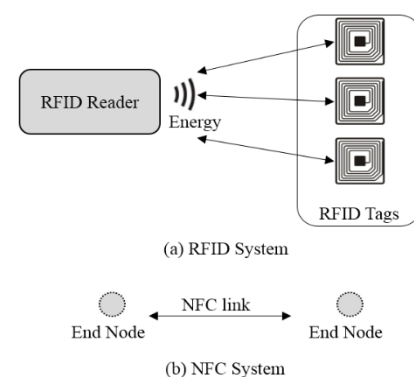 RFID Reader
Energy
RFID Tags
(a) RFID System
NFC link
End Node
End Node
(b) NFC System